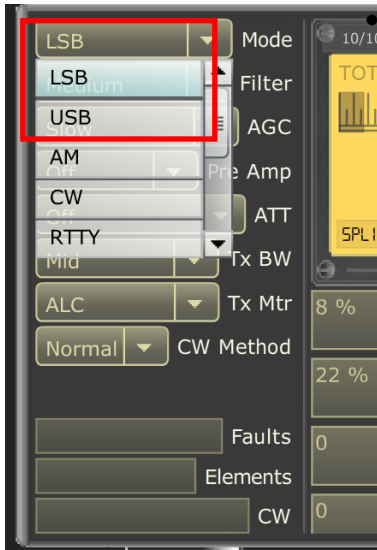 LSB Mode
LSB
Medium Filter
USB
Slow AGC
AM
Off Pre Amp
CW
Off ATT
RTTY
Mid Tx BW
ALC Tx Mtr
Normal CW Method
Faults
Elements
CW
10/10
TOT
SPLI
8 %
22 %
0
0